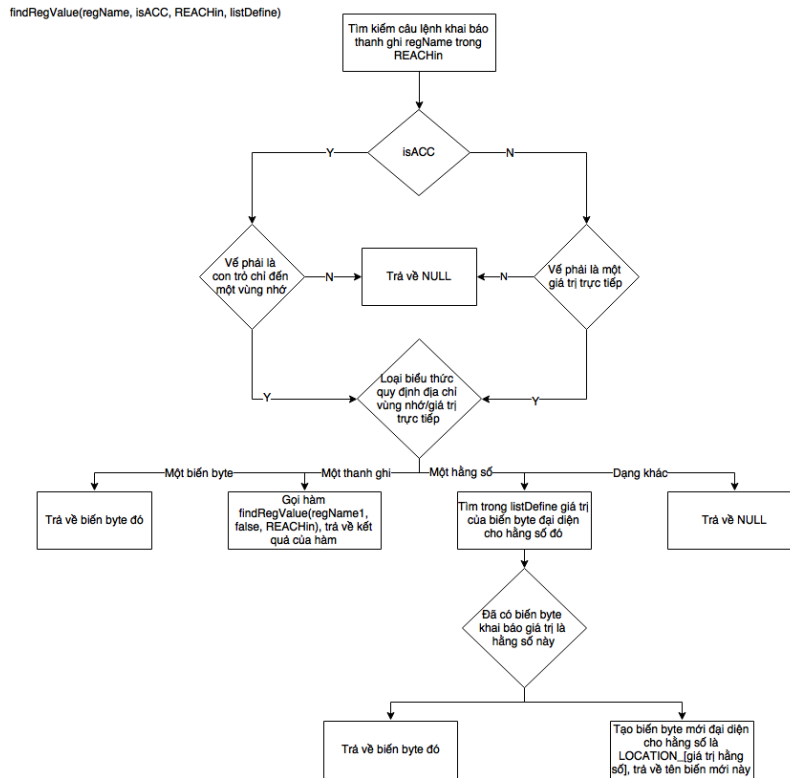 findRegValue(regName, isACC, REACHin, listDefine)
Tìm kiếm câu lệnh khai báo
thanh ghi regName trong
REACHin
isACC
Y
N
Vế phải là
con trỏ chỉ đến
một vùng nhớ
N
Trả về NULL
N
Vế phải là một
giá trị trực tiếp
Loại biểu thức
quy định địa chỉ
vùng nhớ/giá trị
trực tiếp
Y
Y
Một biến byte
Một thanh ghi
Một hằng số
Dạng khác
Trả về biến byte đó
Gọi hàm
findRegValue(regName1,
false, REACHin), trả về kết
quả của hàm
Tìm trong listDefine giá trị
của biến byte đại diện
cho hằng số đó
Trả về NULL
Đã có biến byte
khai báo giá trị là
hằng số này
Trả về biến byte đó
Tạo biến byte mới đại diện
cho hằng số là
LOCATION_[giá trị hằng
số], trả về tên biến mới này